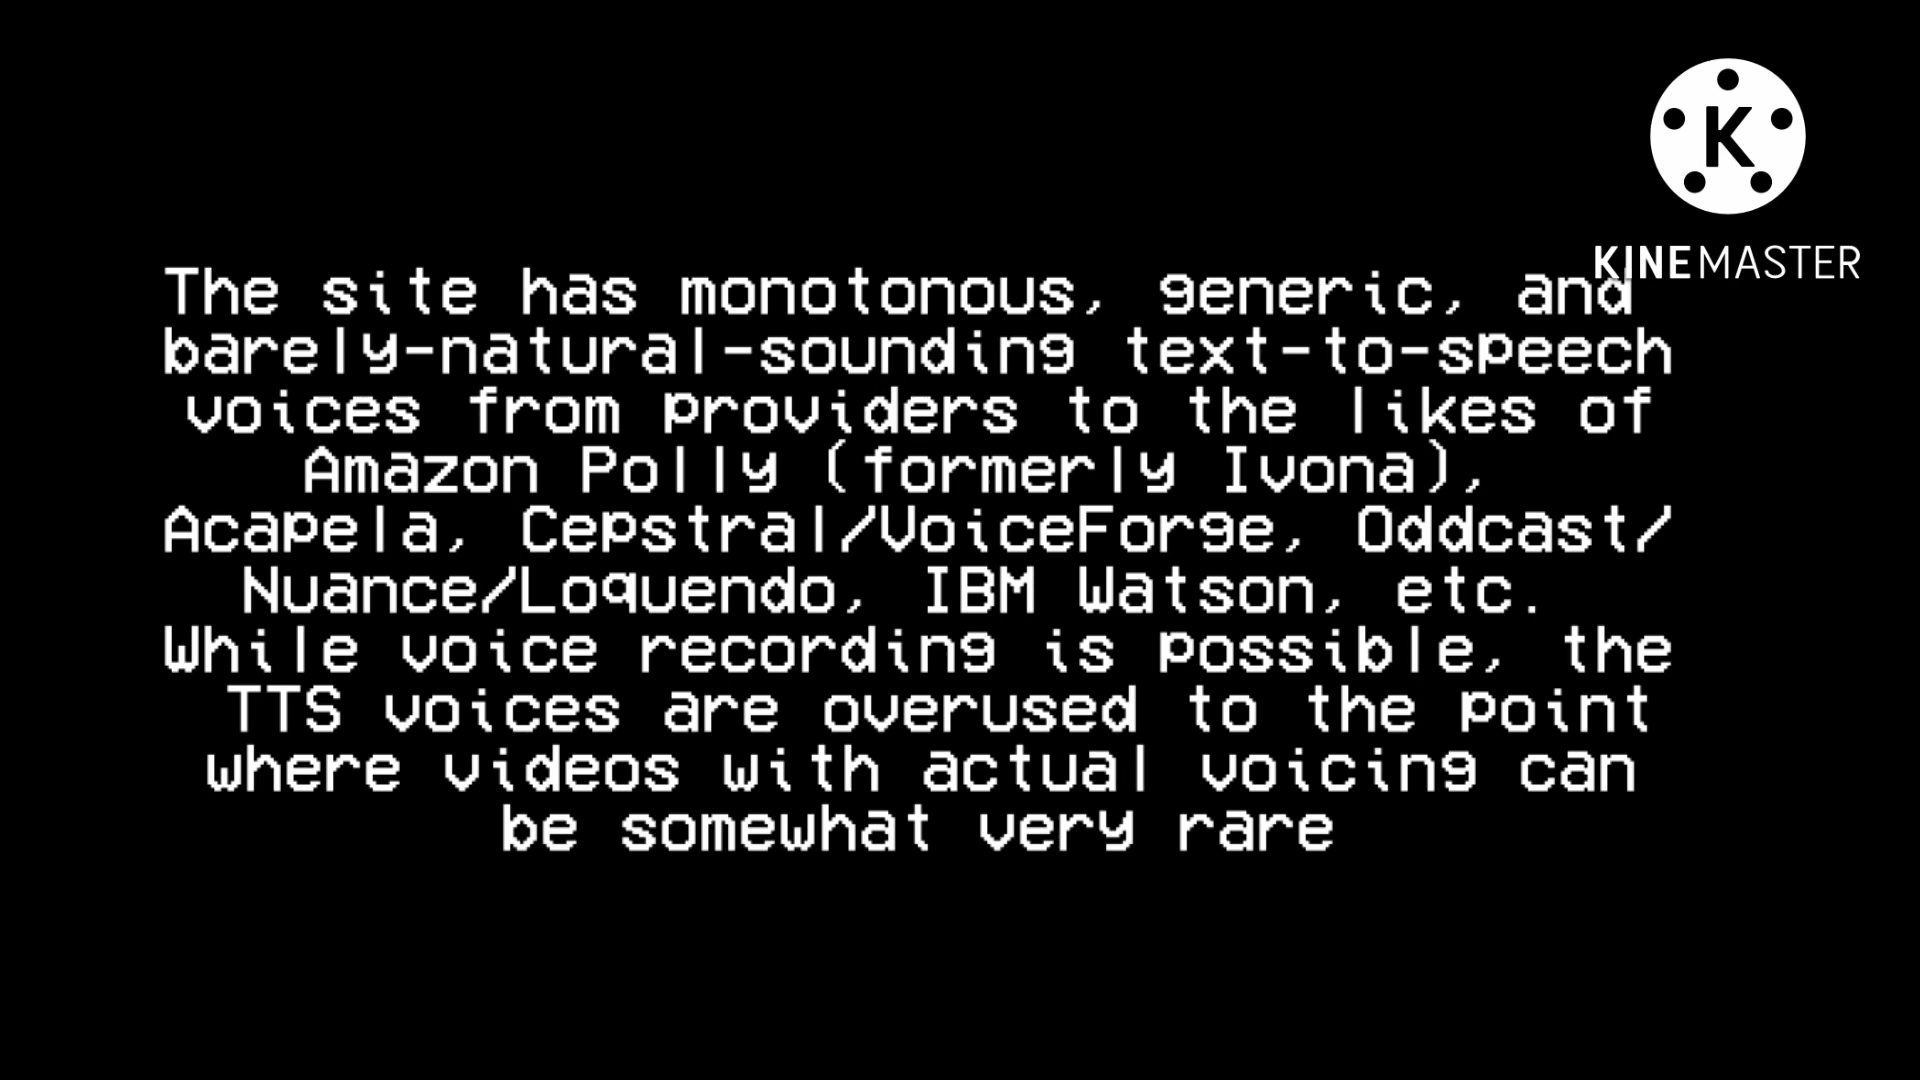 K
KINEMASTER
The site has monotonous, generic, and
barely-natural-sounding text-to-speech
voices from providers to the likes of
Amazon Polly (formerly Ivona),
Acapela, Cepstral/VoiceForge, Oddcast/
Nuance/Loquendo, IBM Watson, etc.
While voice recording is possible, the
TTS voices are overused to the point
where videos with actual voicing can
be somewhat very rare